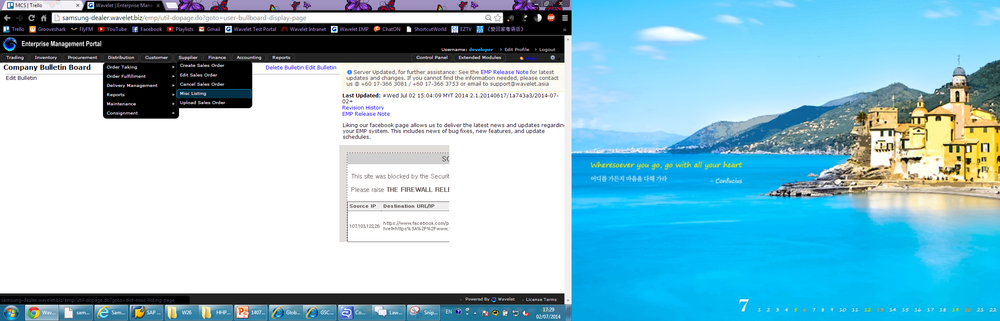 MCS | Trello
Wavelet | Enterprise Mana
samsung-dealer.wavelet.biz/emp/util-dopage.do?goto=user-bullboard-display-page
ABP
Trello Grooveshark FlyFM YouTube Facebook Playlists Gmail Wavelet Test Portal Wavelet Intranet Wavelet EMP ChatON ShortcutWorld EZTV 《爱回家粤语版》 »
Enterprise Management Portal
Username: developer Edit Profile Logout
Trading Inventory Procurement Distribution Customer Supplier Finance Accounting Reports Control Panel Extended Modules Help
Company Bulletin Board
Delete Bulletin Edit Bulletin
Edit Bulletin
Order Taking »
Order Fulfillment »
Delivery Management »
Reports »
Maintenance »
Consignment »
Create Sales Order
Edit Sales Order
Cancel Sales Order
Misc Listing
Upload Sales Order
Server Updated, for further assistance: See the EMP Release Note for latest
updates and changes. If you cannot find the information needed, please contact
us @ +60 17-366 3081 / +60 17-366 3753 or email to support@wavelet.asia
Last Updated: #Wed Jul 02 15:04:09 MYT 2014 2.1.20140617/1a743a3/2014-07-
02=
Revision History
EMP Release Note
Liking our facebook page allows us to deliver the latest news and updates regardin
your EMP system. This includes news of bug fixes, new features, and update
schedules.
This site was blocked by the Securit
Please raise THE FIREWALL RELE
Source IP Destination URL/IP
107,103,122,26
https://www.facebook.com/p
href=https%3A%2F%2Fwww.
Powered By Wavelet License Terms
samsung-dealer.wavelet.biz/emp/util-dopage.do?goto=dist-misc-listing-page
Wav... sam... Sam... SAP ... W26 HHP... 1407... Glob... GSC... Co... Law... Snip... EN
17:29
02/07/2014
Wheresoever you go, go with all your heart
어디를 가든지 마음을 다해 가라
- Confucius
7 1 2 3 4 5 6 7 8 9 10 11 12 13 14 15 16 17 18 19 20 21 22